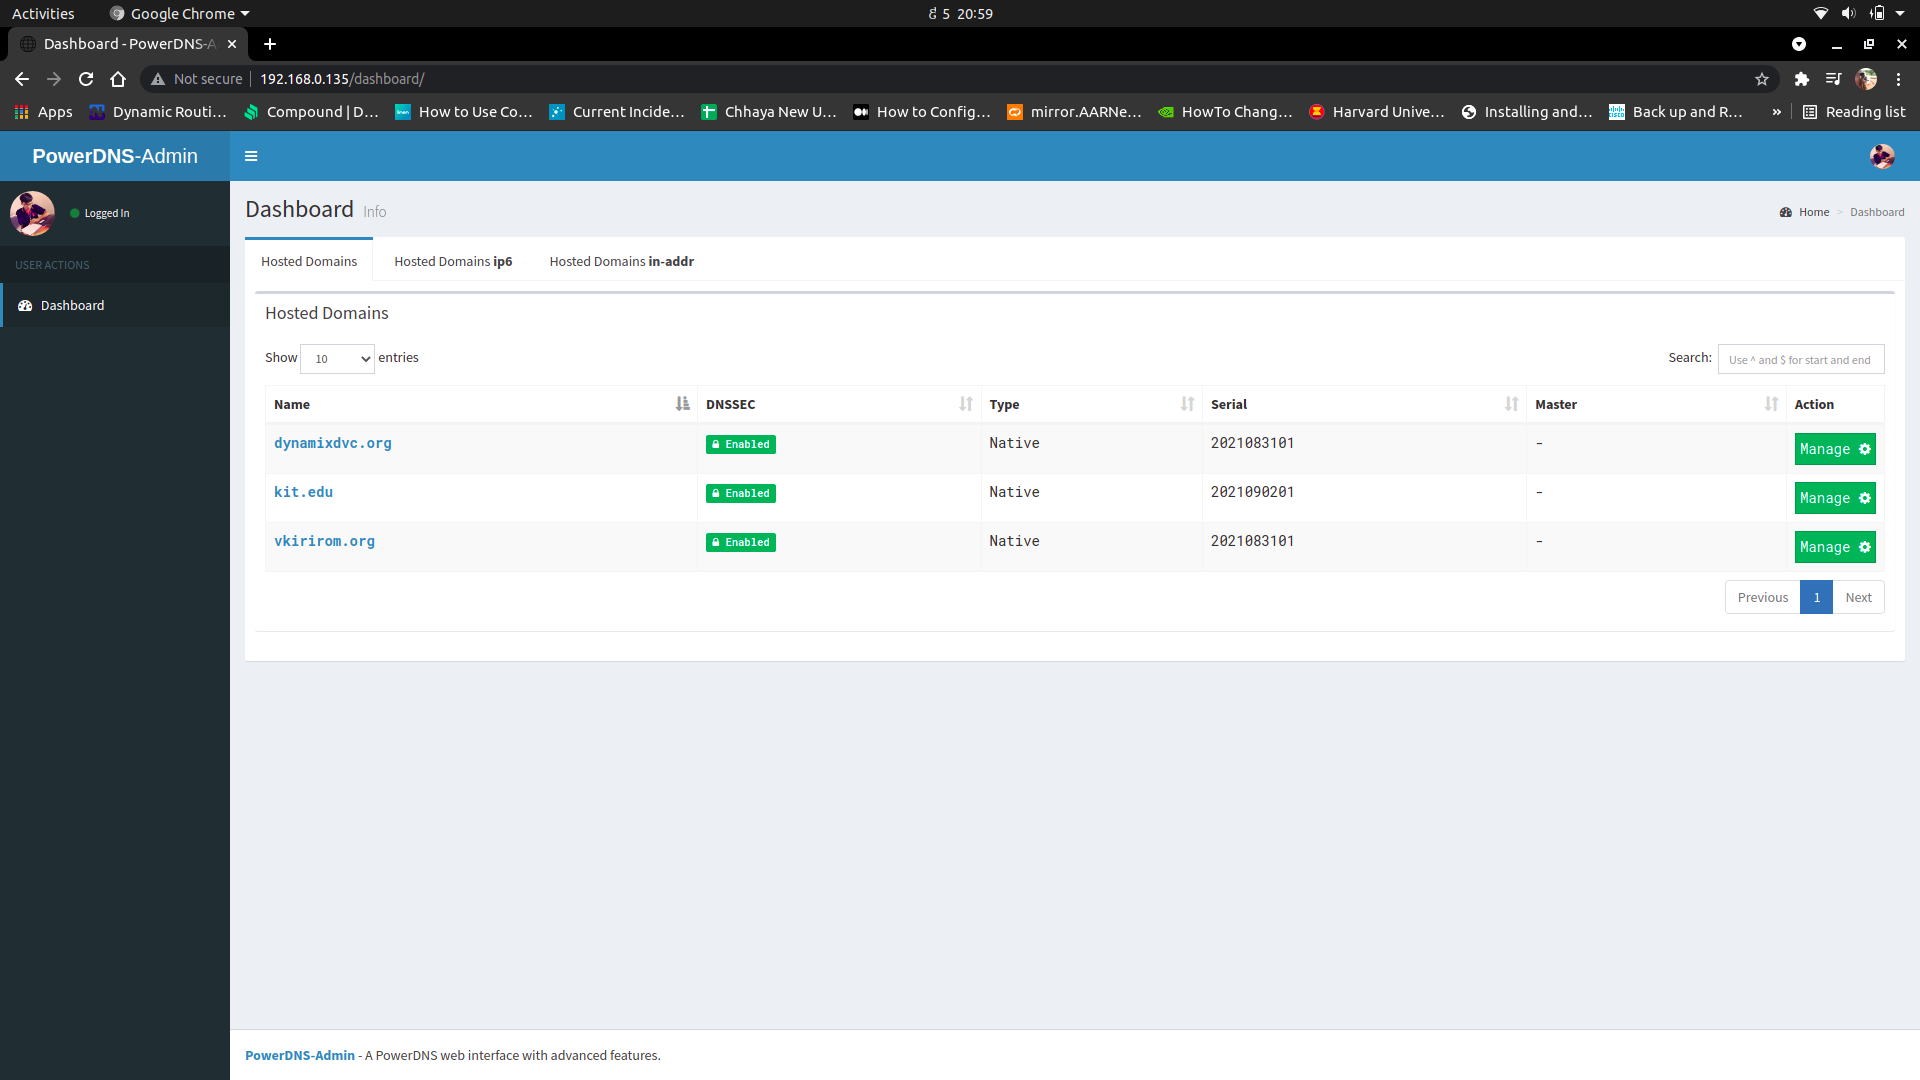 Activities Google Chrome ថ 5 20:59
Dashboard - PowerDNS-A
Not secure 192.168.0.135/dashboard/
Apps Dynamic Routi… Compound | D… How to Use Co… Current Incide… Chhaya New U… How to Config… mirror.AARNe… HowTo Chang… Harvard Unive… Installing and… Back up and R… » Reading list
PowerDNS-Admin
Logged In
USER ACTIONS
Dashboard
Dashboard Info
Home > Dashboard
Hosted Domains Hosted Domains ip6 Hosted Domains in-addr
Hosted Domains
Show 10 entries Search: Use ^ and $ for start and end
Name DNSSEC Type Serial Master Action
dynamixdvc.org Enabled Native 2021083101 - Manage
kit.edu Enabled Native 2021090201 - Manage
vkirirom.org Enabled Native 2021083101 - Manage
Previous 1 Next
PowerDNS-Admin - A PowerDNS web interface with advanced features.